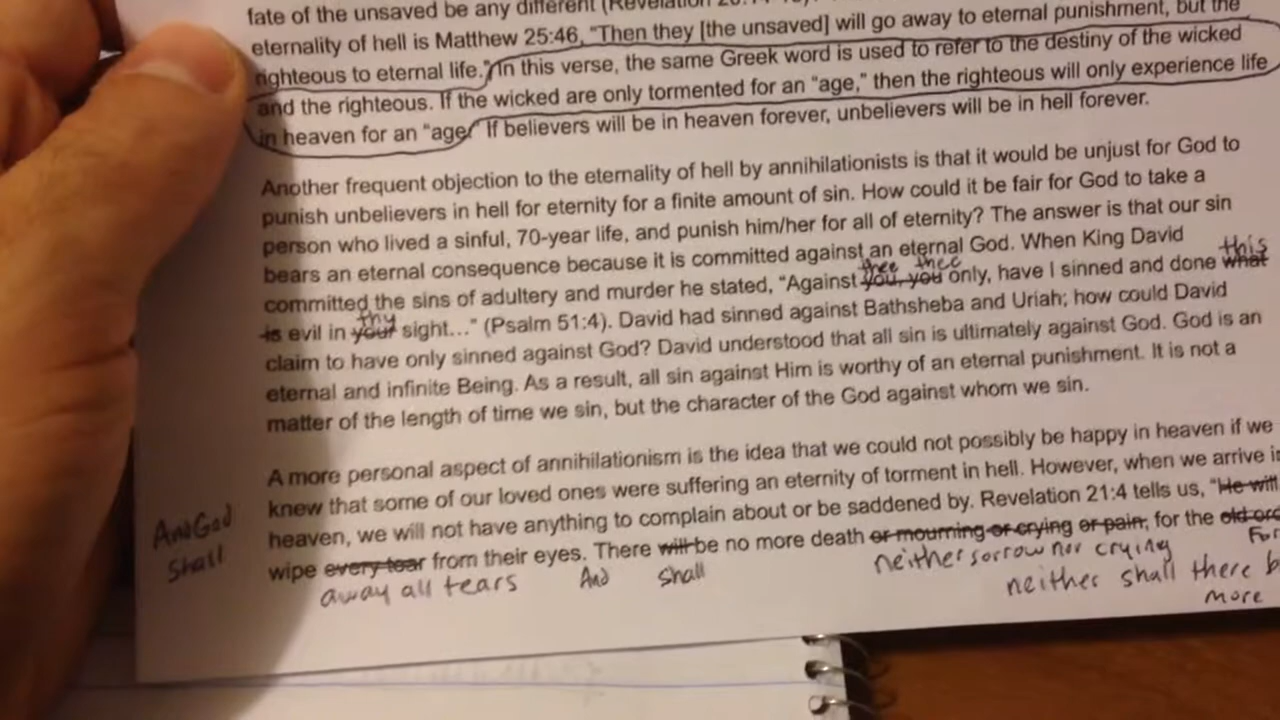 fate of the unsaved be any different (Revelation
eternality of hell is Matthew 25:46, "Then they [the unsaved] will go away to eternal punishment, but the
righteous to eternal life." In this verse, the same Greek word is used to refer to the destiny of the wicked
and the righteous. If the wicked are only tormented for an "age," then the righteous will only experience life
in heaven for an "age." If believers will be in heaven forever, unbelievers will be in hell forever.
Another frequent objection to the eternality of hell by annihilationists is that it would be unjust for God to
punish unbelievers in hell for eternity for a finite amount of sin. How could it be fair for God to take a
person who lived a sinful, 70-year life, and punish him/her for all of eternity? The answer is that our sin
bears an eternal consequence because it is committed against an eternal God. When King David
thee thee this
committed the sins of adultery and murder he stated, "Against you, you only, have I sinned and done what
thy
is evil in your sight..." (Psalm 51:4). David had sinned against Bathsheba and Uriah; how could David
claim to have only sinned against God? David understood that all sin is ultimately against God. God is an
eternal and infinite Being. As a result, all sin against Him is worthy of an eternal punishment. It is not a
matter of the length of time we sin, but the character of the God against whom we sin.
A more personal aspect of annihilationism is the idea that we could not possibly be happy in heaven if we
knew that some of our loved ones were suffering an eternity of torment in hell. However, when we arrive i
heaven, we will not have anything to complain about or be saddened by. Revelation 21:4 tells us, "He will
And God
shall
wipe every tear from their eyes. There will be no more death or mourning or crying or pain, for the old ord
away all tears And shall neither sorrow nor crying For
neither shall there b
more